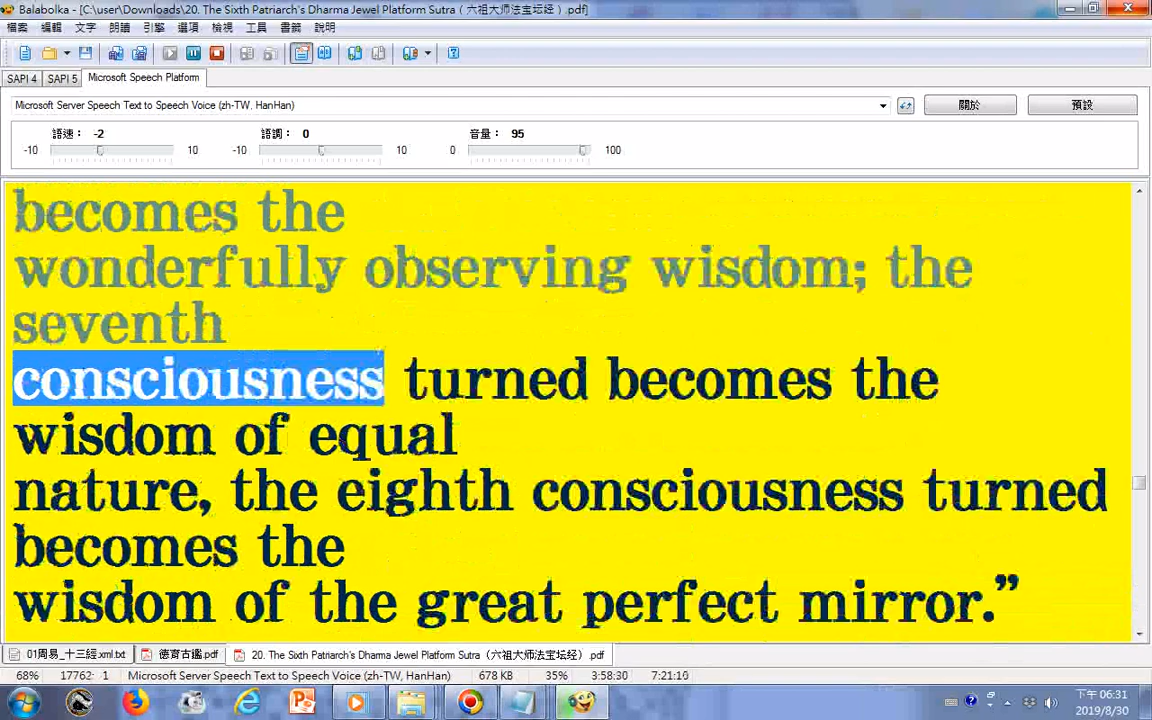 Balabolka - [C:\user\Downloads\20. The Sixth Patriarch's Dharma Jewel Platform Sutra（六祖大师法宝坛经）.pdf]
檔案 編輯 文字 朗讀 引擎 選項 檢視 工具 書籤 說明
SAPI 4 SAPI 5 Microsoft Speech Platform
Microsoft Server Speech Text to Speech Voice (zh-TW, HanHan) 關於 預設
語速： -2 語調： 0 音量： 95
-10 10 -10 10 0 100
becomes the
wonderfully observing wisdom; the
seventh
consciousness turned becomes the
wisdom of equal
nature, the eighth consciousness turned
becomes the
wisdom of the great perfect mirror.”
01周易_十三經.xml.txt 德育古鑑.pdf 20. The Sixth Patriarch's Dharma Jewel Platform Sutra（六祖大师法宝坛经）.pdf
68% 17762: 1 Microsoft Server Speech Text to Speech Voice (zh-TW, HanHan) 678 KB 35% 3:58:30 7:21:10
下午 06:31
2019/8/30